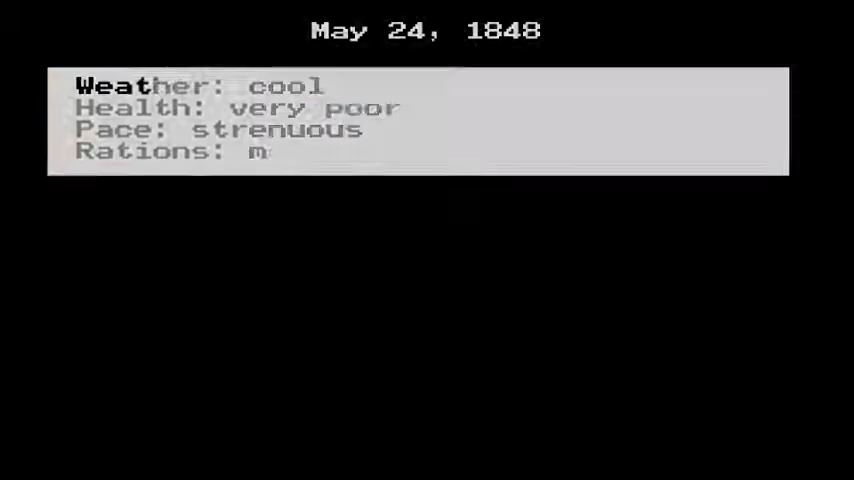 May 24, 1848
Weather: cool
Health: very poor
Pace: strenuous
Rations: m